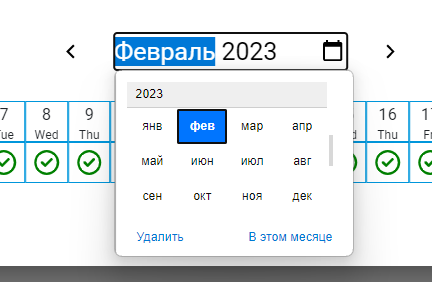 Февраль 2023
2023
янв фев мар апр
май июн июл авг
сен окт ноя дек
Удалить В этом месяце
7 8 9 16 17
Tue Wed Thu Thu Fri